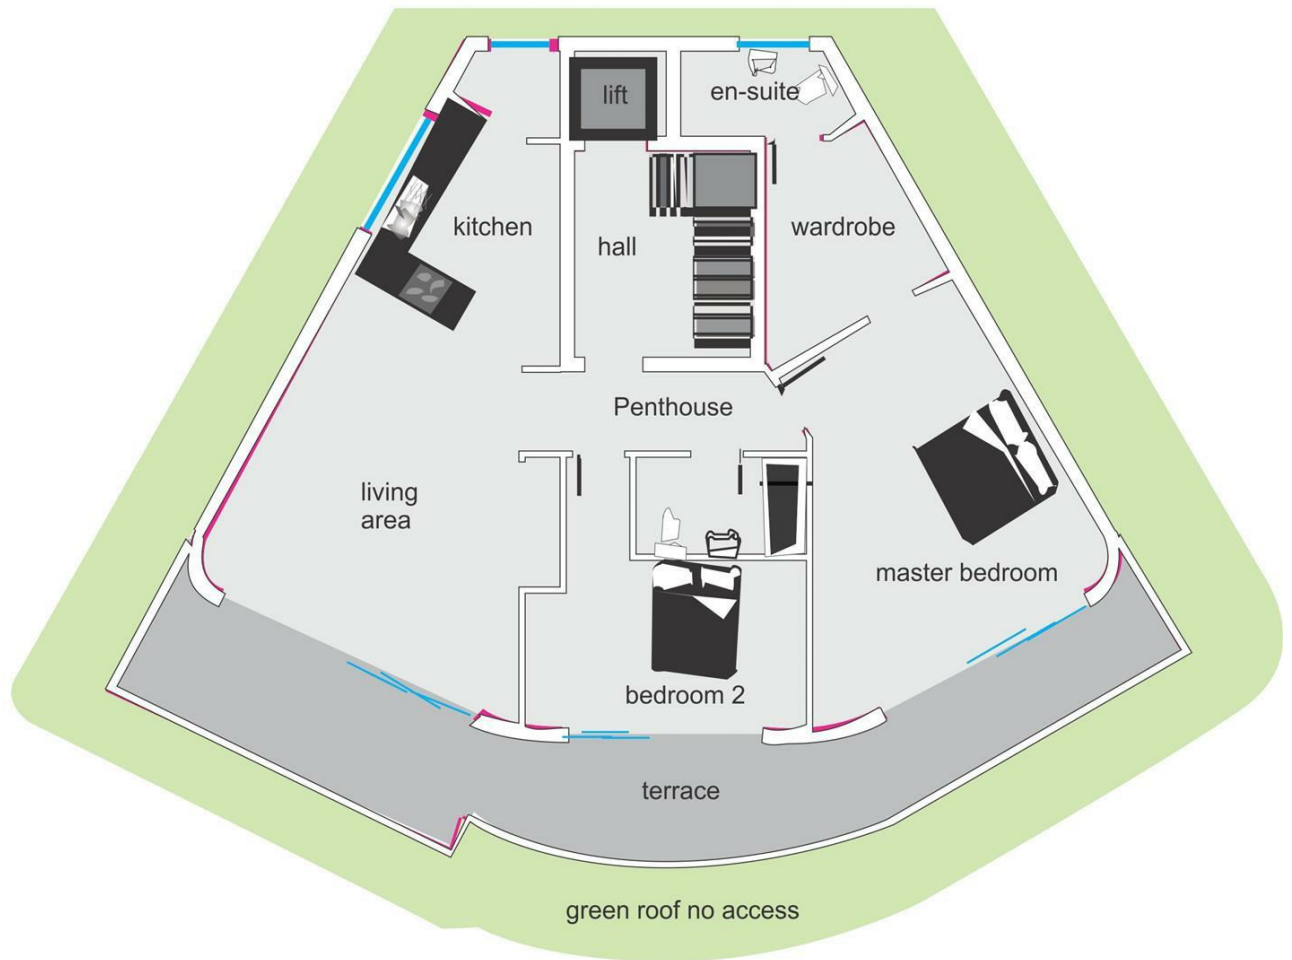 lift
en-suite
kitchen
hall
wardrobe
Penthouse
living
area
master bedroom
bedroom 2
terrace
green roof no access